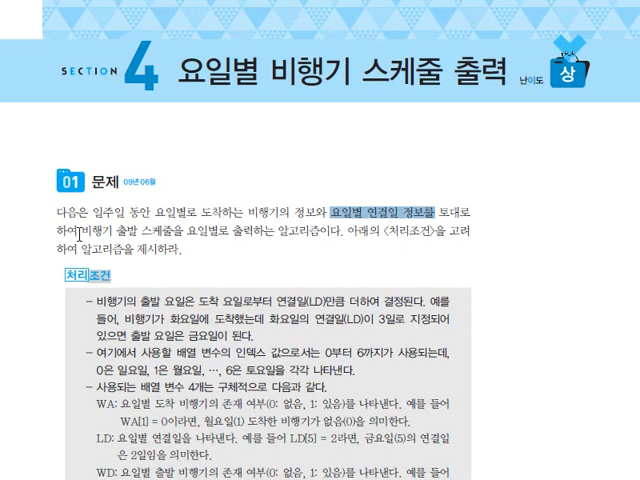 SECTION 4 요일별 비행기 스케줄 출력 난이도 상
01 문제 09년 06월
다음은 일주일 동안 요일별로 도착하는 비행기의 정보와 요일별 연결일 정보를 토대로
하여 비행기 출발 스케줄을 요일별로 출력하는 알고리즘이다. 아래의 〈처리조건〉을 고려
하여 알고리즘을 제시하라.
처리조건
– 비행기의 출발 요일은 도착 요일로부터 연결일(LD)만큼 더하여 결정된다. 예를
들어, 비행기가 화요일에 도착했는데 화요일의 연결일(LD)이 3일로 지정되어
있으면 출발 요일은 금요일이 된다.
– 여기에서 사용할 배열 변수의 인덱스 값으로서는 0부터 6까지가 사용되는데,
0은 일요일, 1은 월요일, …, 6은 토요일을 각각 나타낸다.
– 사용되는 배열 변수 4개는 구체적으로 다음과 같다.
WA: 요일별 도착 비행기의 존재 여부(0: 없음, 1: 있음)를 나타낸다. 예를 들어
WA[1] = 0이라면, 월요일(1) 도착한 비행기가 없음(0)을 의미한다.
LD: 요일별 연결일을 나타낸다. 예를 들어 LD[5] = 2라면, 금요일(5)의 연결일
은 2일임을 의미한다.
WD: 요일별 출발 비행기의 존재 여부(0: 없음, 1: 있음)를 나타낸다. 예를 들어